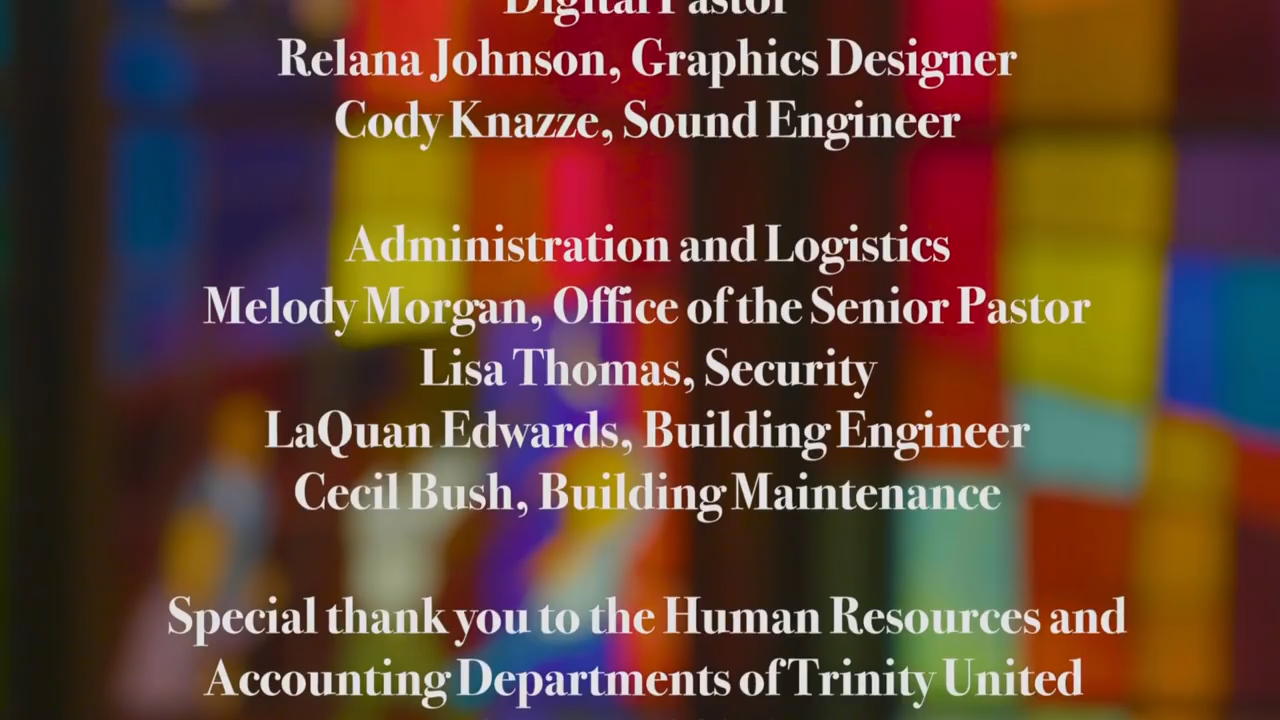 Digital Pastor
Relana Johnson, Graphics Designer
Cody Knazze, Sound Engineer
Administration and Logistics
Melody Morgan, Office of the Senior Pastor
Lisa Thomas, Security
LaQuan Edwards, Building Engineer
Cecil Bush, Building Maintenance
Special thank you to the Human Resources and
Accounting Departments of Trinity United